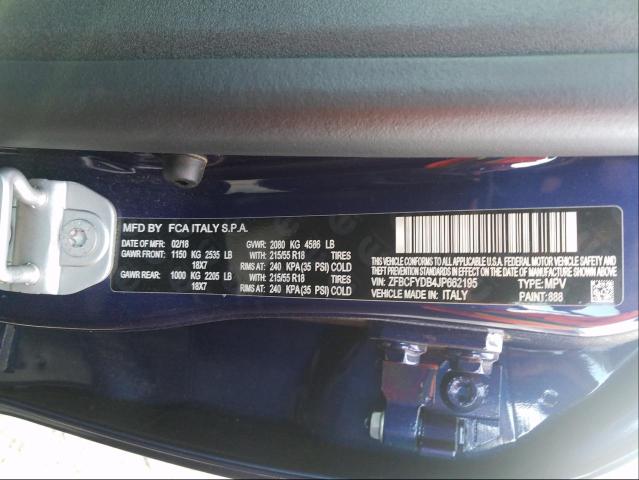 MFD BY FCA ITALY S.P.A.
DATE OF MFD: 02/18 GVWR: 2080 KG 4586 LB
GAWR FRONT: 1150 KG 2535 LB WITH: 215/55 R18 TIRES
18X7 RIMS AT: 240 KPA (35 PSI) COLD
GAWR REAR: 1000 KG 2205 LB WITH: 215/55 R18 TIRES
18X7 RIMS AT: 240 KPA (35 PSI) COLD
THIS VEHICLE CONFORMS TO ALL APPLICABLE U.S.A. FEDERAL MOTOR VEHICLE SAFETY
AND THEFT PREVENTION STANDARDS IN EFFECT ON THE DATE OF MANUFACTURE SHOWN ABOVE.
VIN: ZFBCFYDB4JP662195 TYPE: MPV
VEHICLE MADE IN: ITALY PAINT: 888